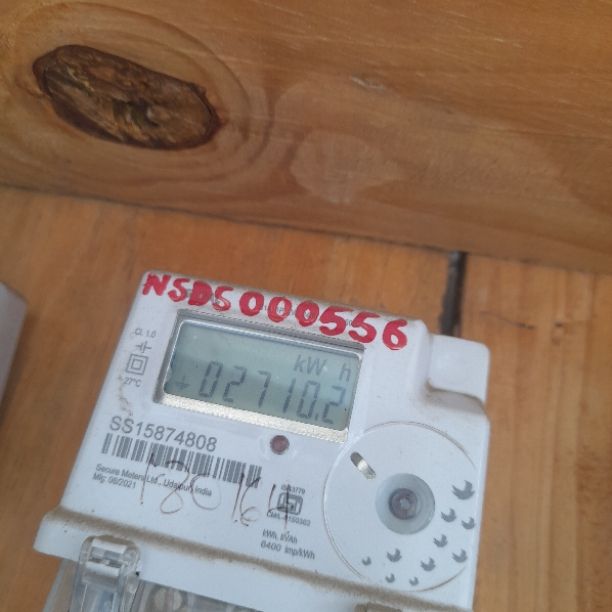 NSDS000556
CL 1.0
kW h
+02710.2
27°C
SS15874808
Secure Meters Ltd., Udaipur, India
Mfg: 06/2021
kWh, kVAh
6400 imp/kWh